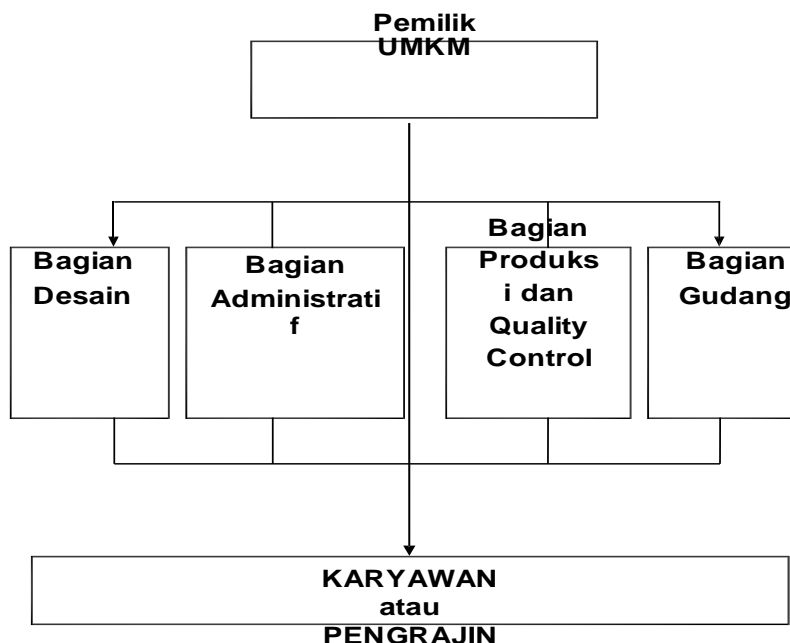 Pemilik
UMKM
Bagian
Desain
Bagian
Administrati
f
Bagian
Produks
i dan
Quality
Control
Bagian
Gudang
KARYAWAN
atau
PENGRAJIN